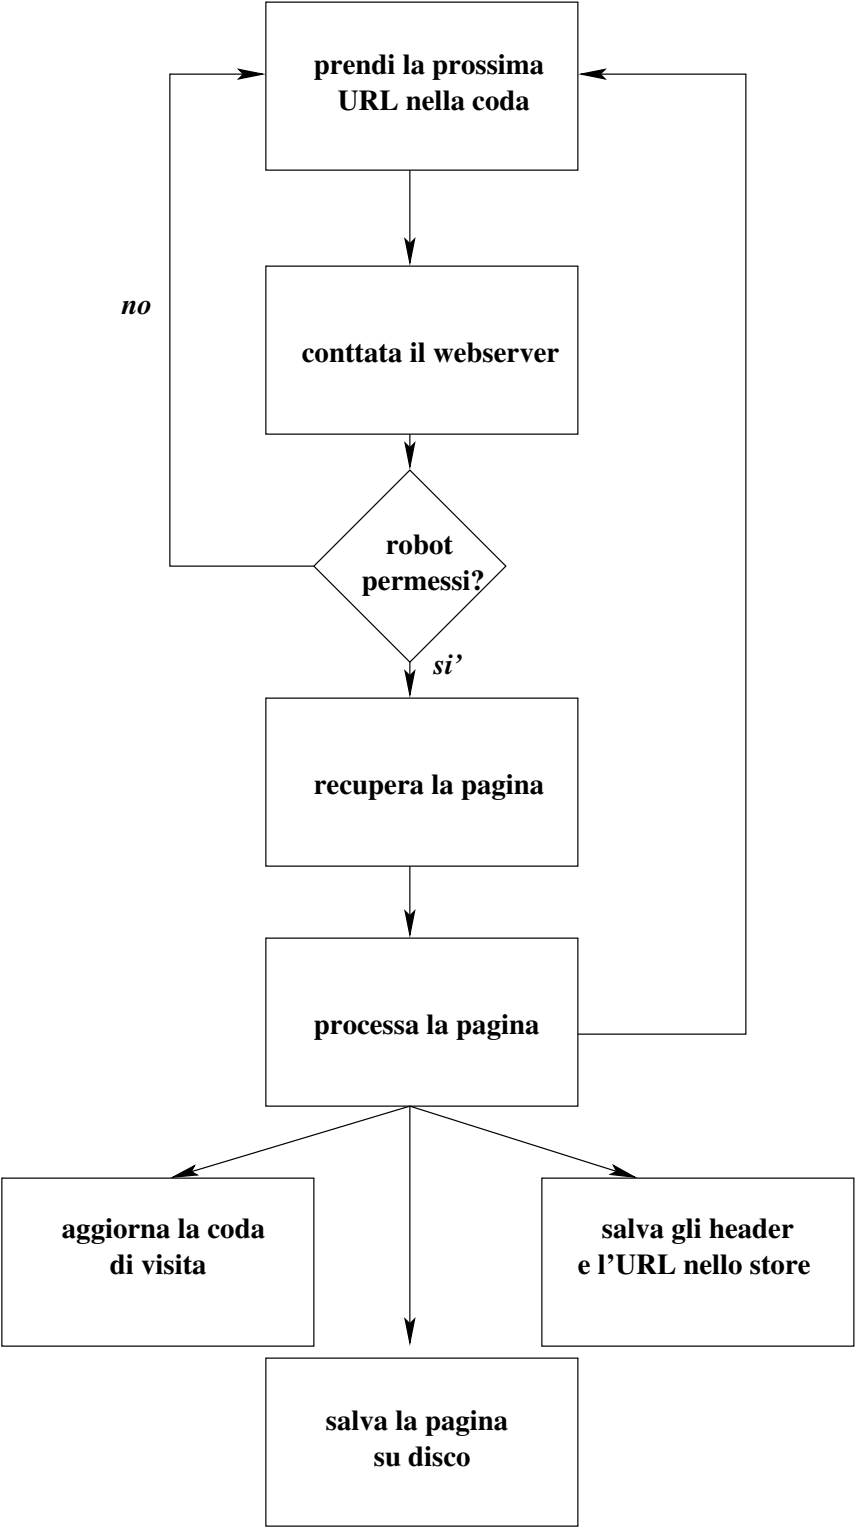 prendi la prossima
URL nella coda
no
conttata il webserver
robot
permessi?
si’
recupera la pagina
processa la pagina
aggiorna la coda
di visita
salva gli header
e l’URL nello store
salva la pagina
su disco